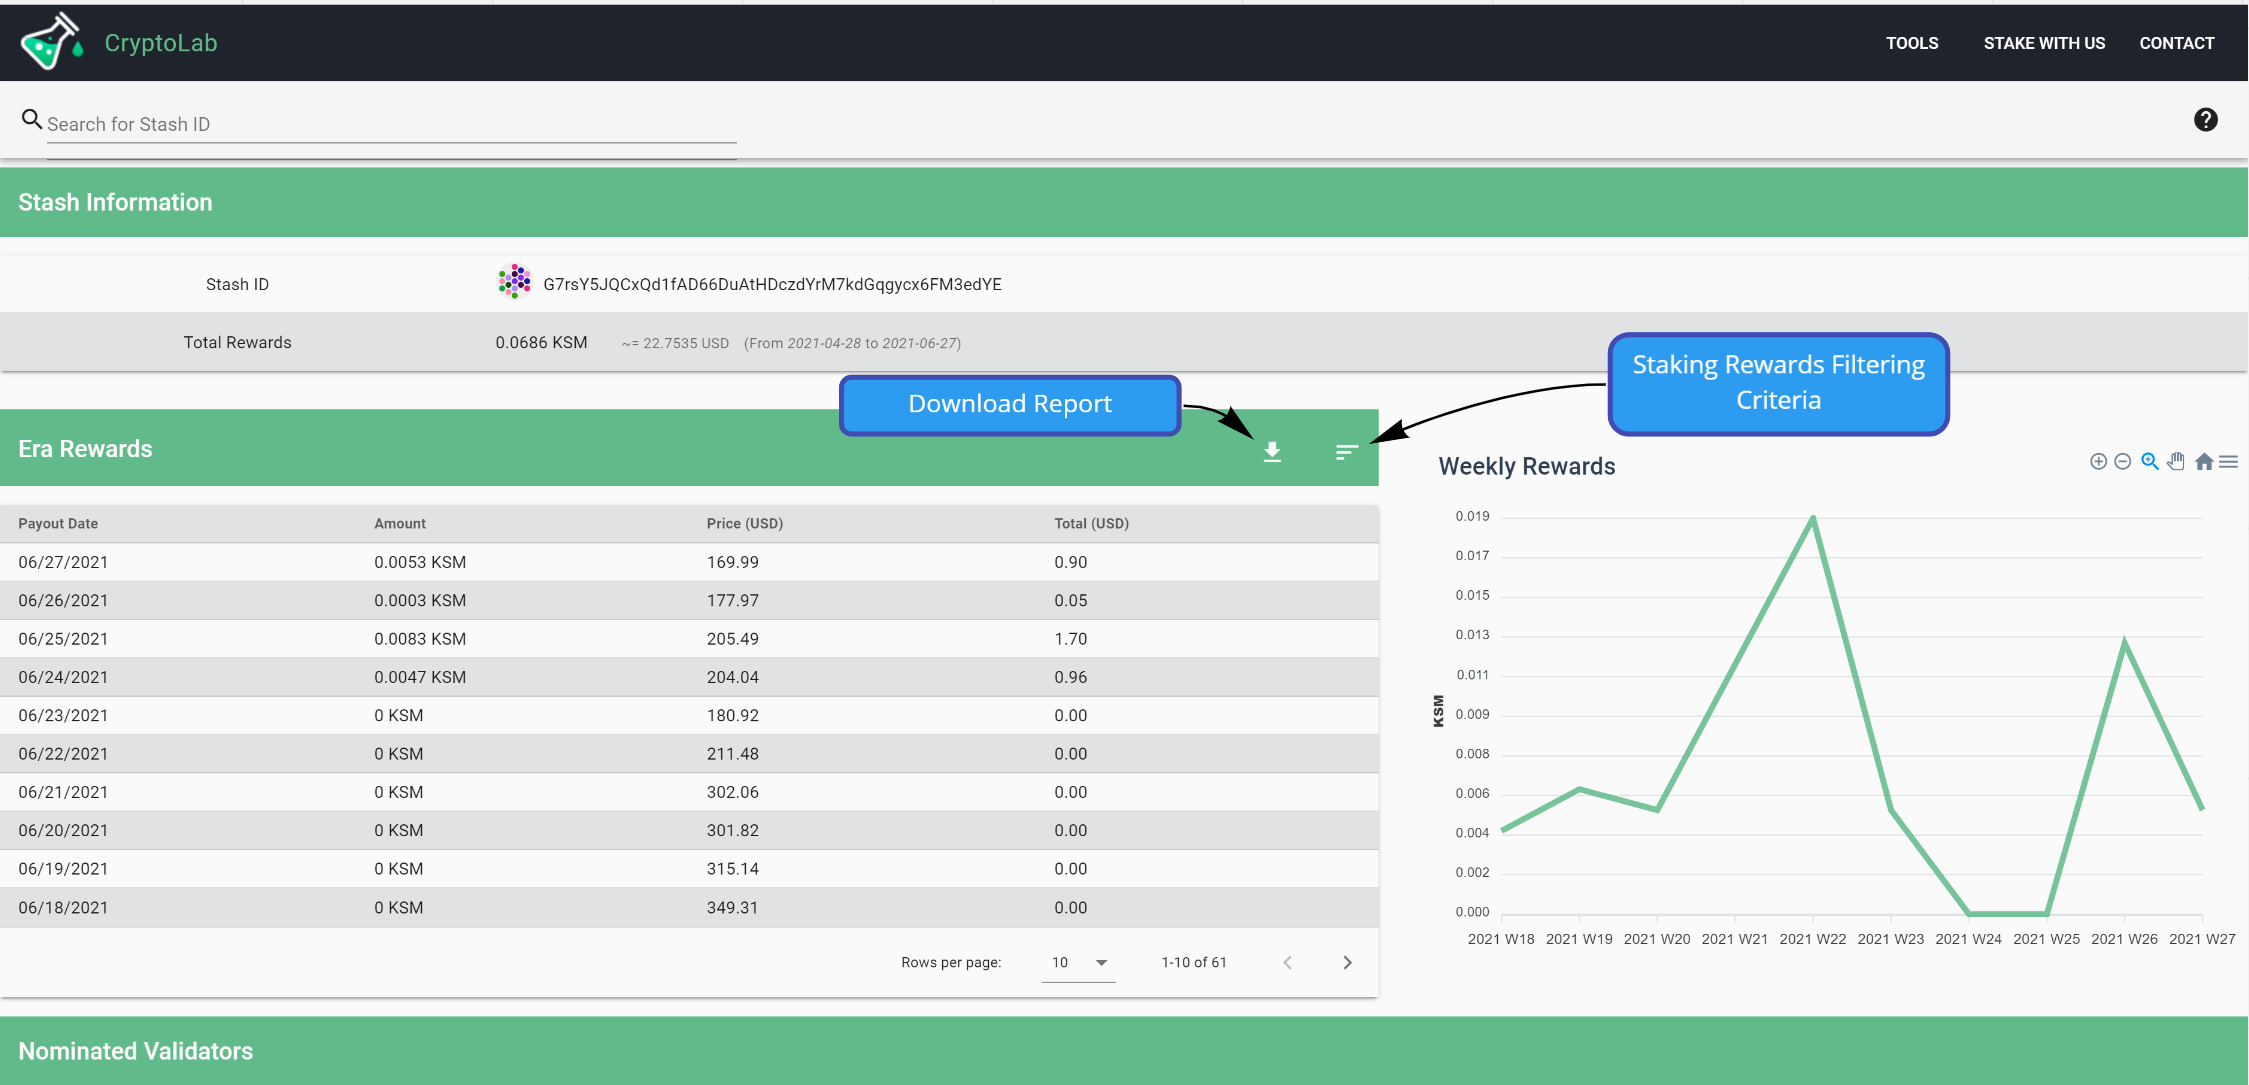 CryptoLab
TOOLS STAKE WITH US CONTACT
Search for Stash ID
Stash Information
Stash ID G7rsY5JQCxQd1fAD66DuAtHDczdYrM7kdGqgycx6FM3edYE
Total Rewards 0.0686 KSM ~= 22.7535 USD (From 2021-04-28 to 2021-06-27)
Download Report
Staking Rewards Filtering
Criteria
Era Rewards
Payout Date Amount Price (USD) Total (USD)
06/27/2021 0.0053 KSM 169.99 0.90
06/26/2021 0.0003 KSM 177.97 0.05
06/25/2021 0.0083 KSM 205.49 1.70
06/24/2021 0.0047 KSM 204.04 0.96
06/23/2021 0 KSM 180.92 0.00
06/22/2021 0 KSM 211.48 0.00
06/21/2021 0 KSM 302.06 0.00
06/20/2021 0 KSM 301.82 0.00
06/19/2021 0 KSM 315.14 0.00
06/18/2021 0 KSM 349.31 0.00
Rows per page: 10 1-10 of 61
Weekly Rewards
0.019
0.017
0.015
0.013
0.011
0.009
0.008
0.006
0.004
0.002
0.000
KSM
2021 W18 2021 W19 2021 W20 2021 W21 2021 W22 2021 W23 2021 W24 2021 W25 2021 W26 2021 W27
Nominated Validators